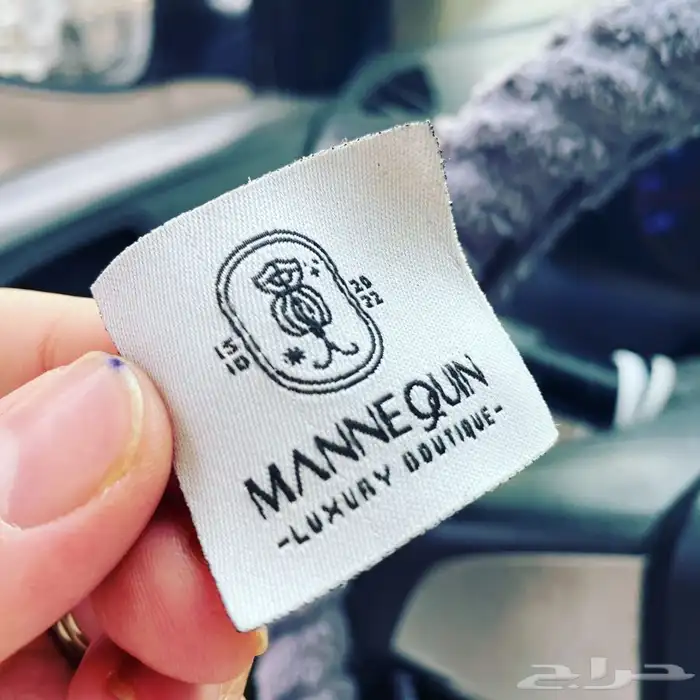 15
10
20
22
MANNEQUIN
-LUXURY BOUTIQUE-
حراج